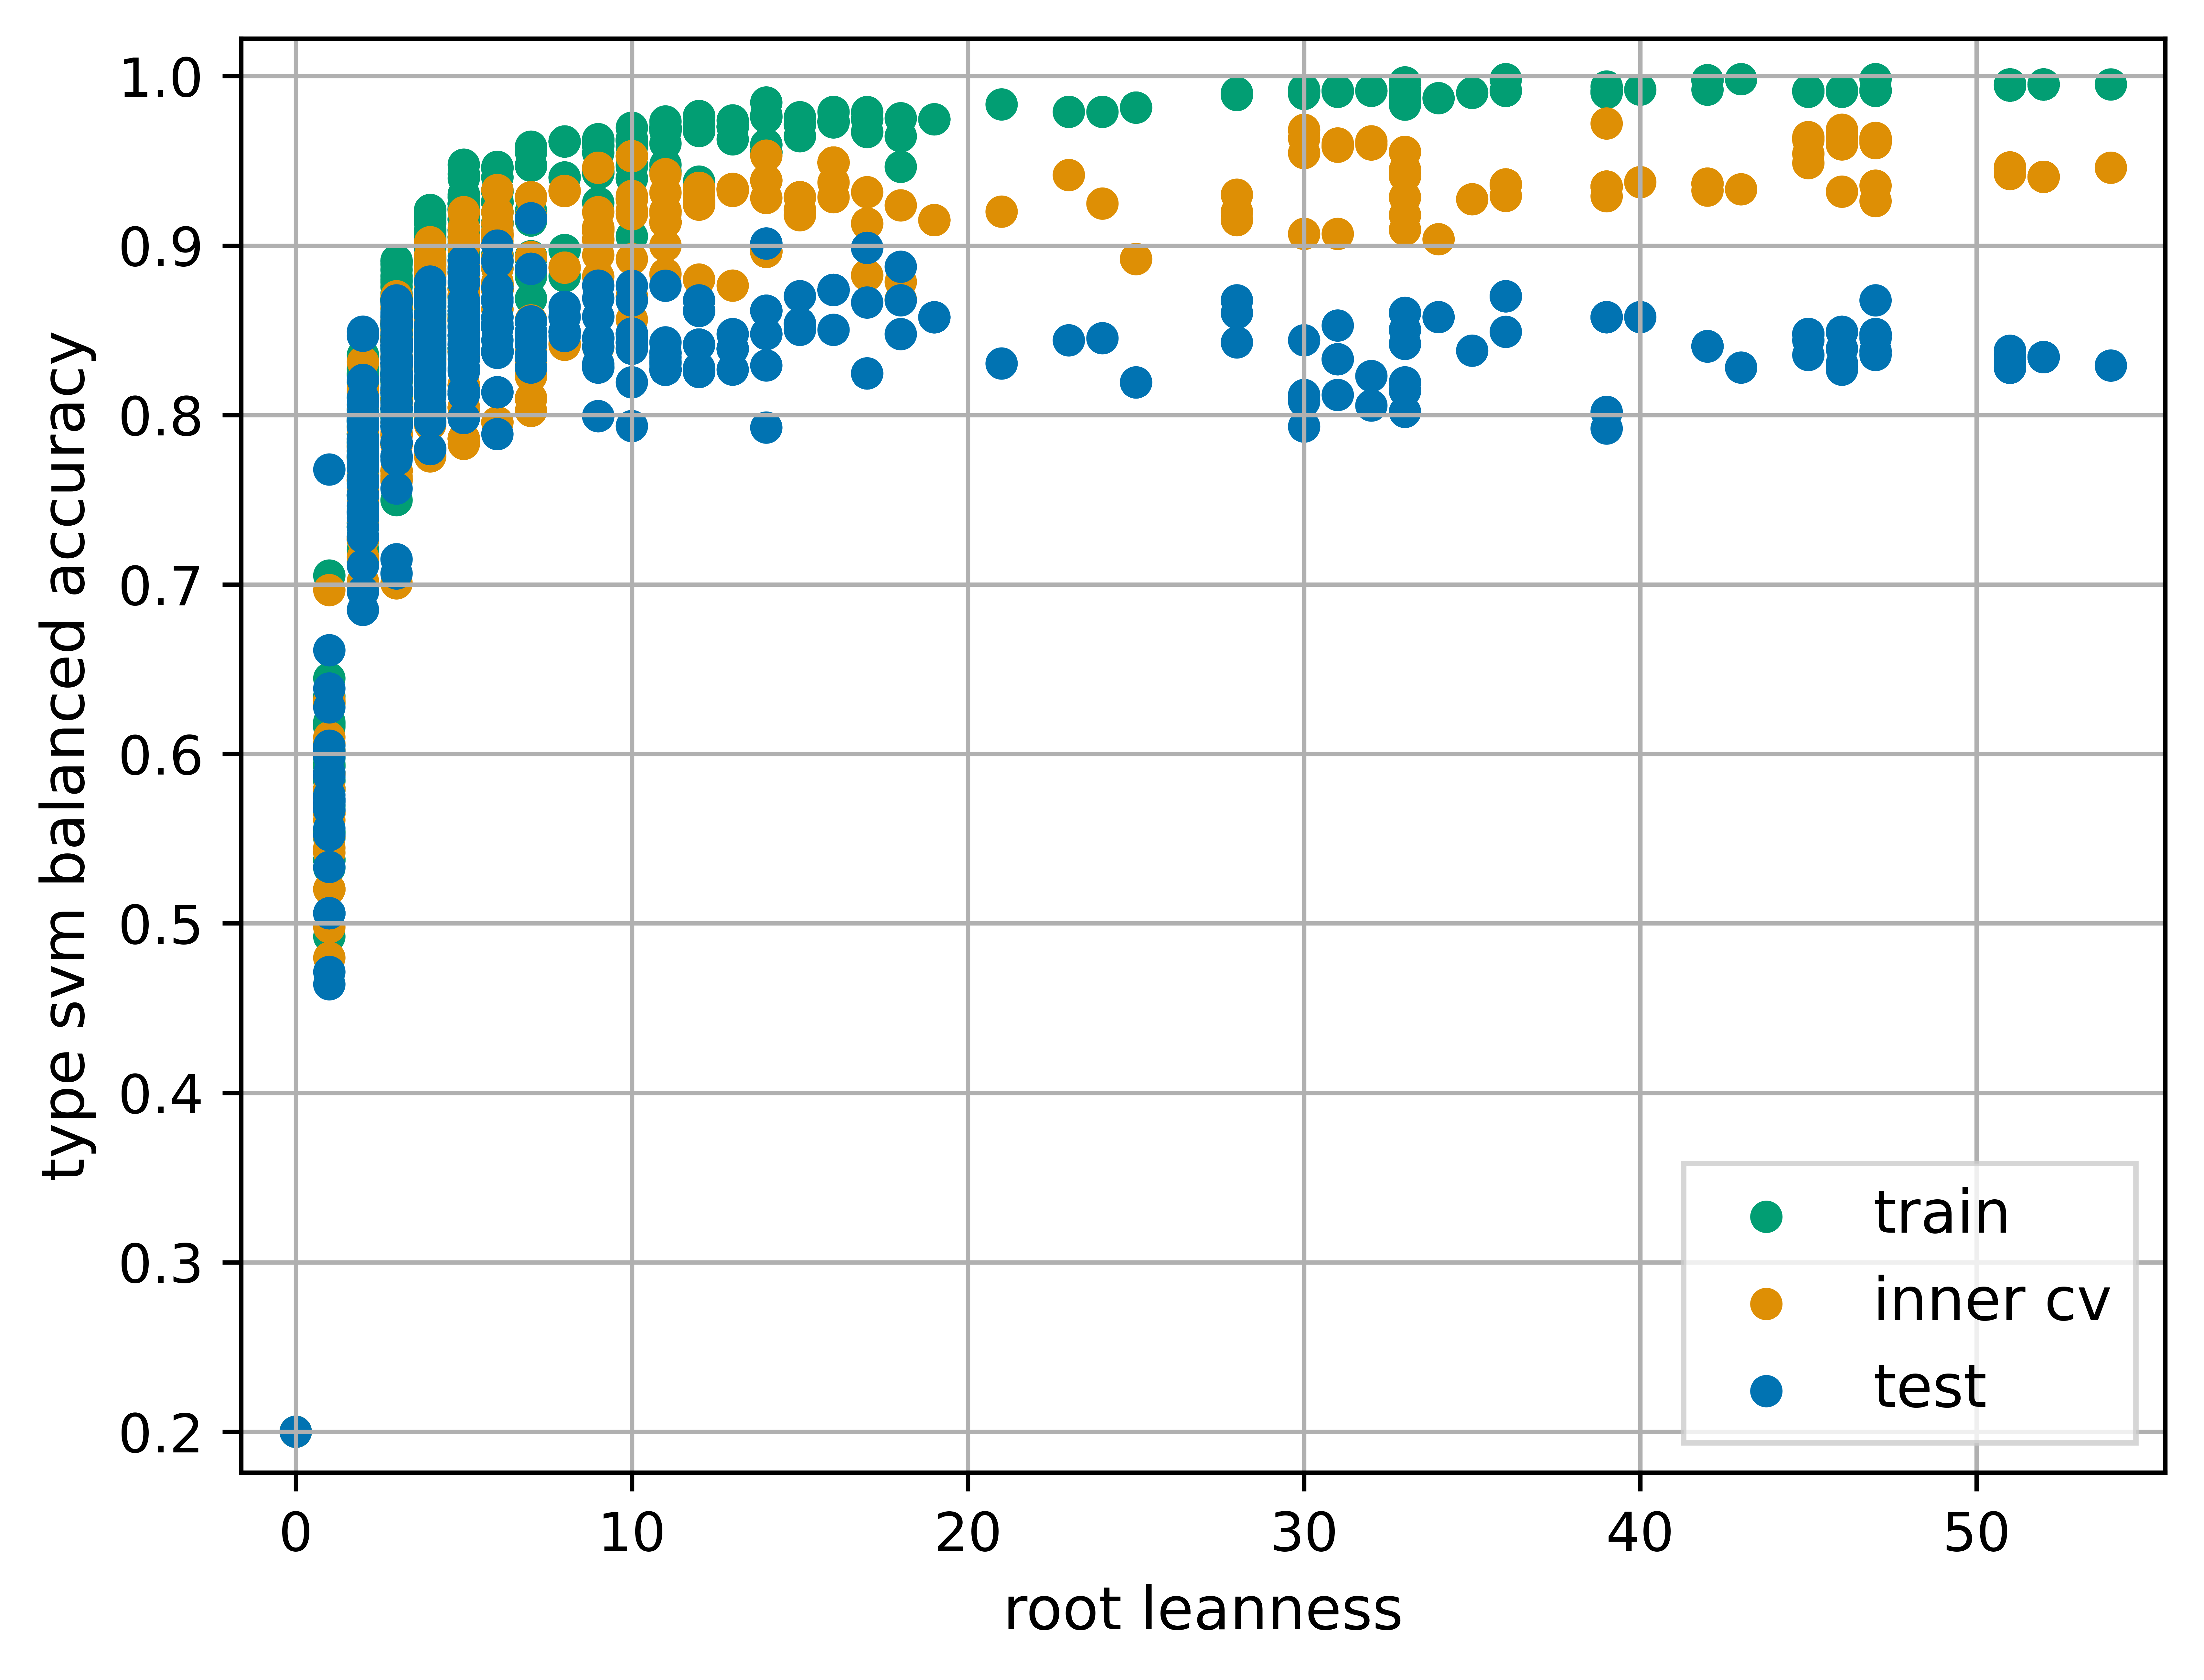 type svm balanced accuracy
1.0
0.9
0.8
0.7
0.6
0.5
0.4
0.3
0.2
0 10 20 30 40 50
root leanness
train
inner cv
test